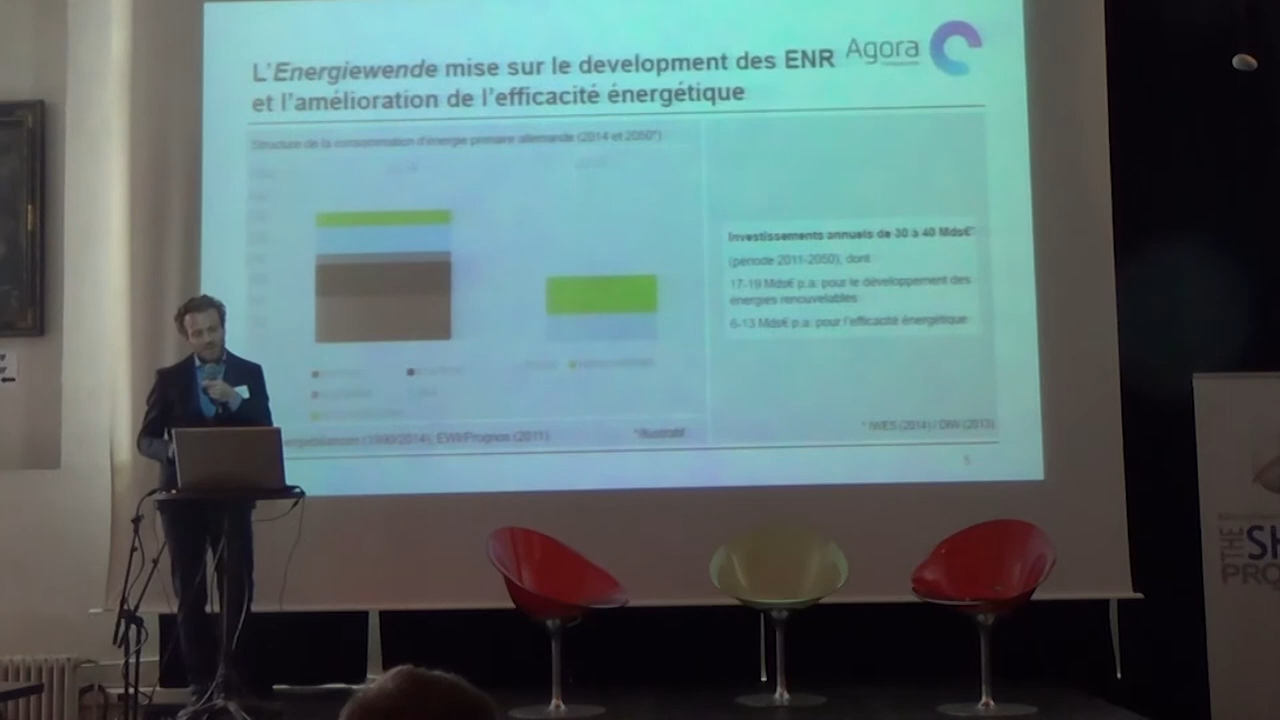 L'Energiewende mise sur le development des ENR
et l'amélioration de l'efficacité énergétique
Agora
Structure de la consommation d'énergie primaire allemande (2014 et 2050*)
Investissements annuels de 30 à 40 Mds€*
(période 2011-2050), dont
17-19 Mds€ p.a. pour le développement des
énergies renouvelables
6-13 Mds€ p.a. pour l'efficacité énergétique
(1990/2014), EWI/Prognos (2011)
*illustratif
* IWES (2014) / DIW (2013)
5
THE SH
PRO